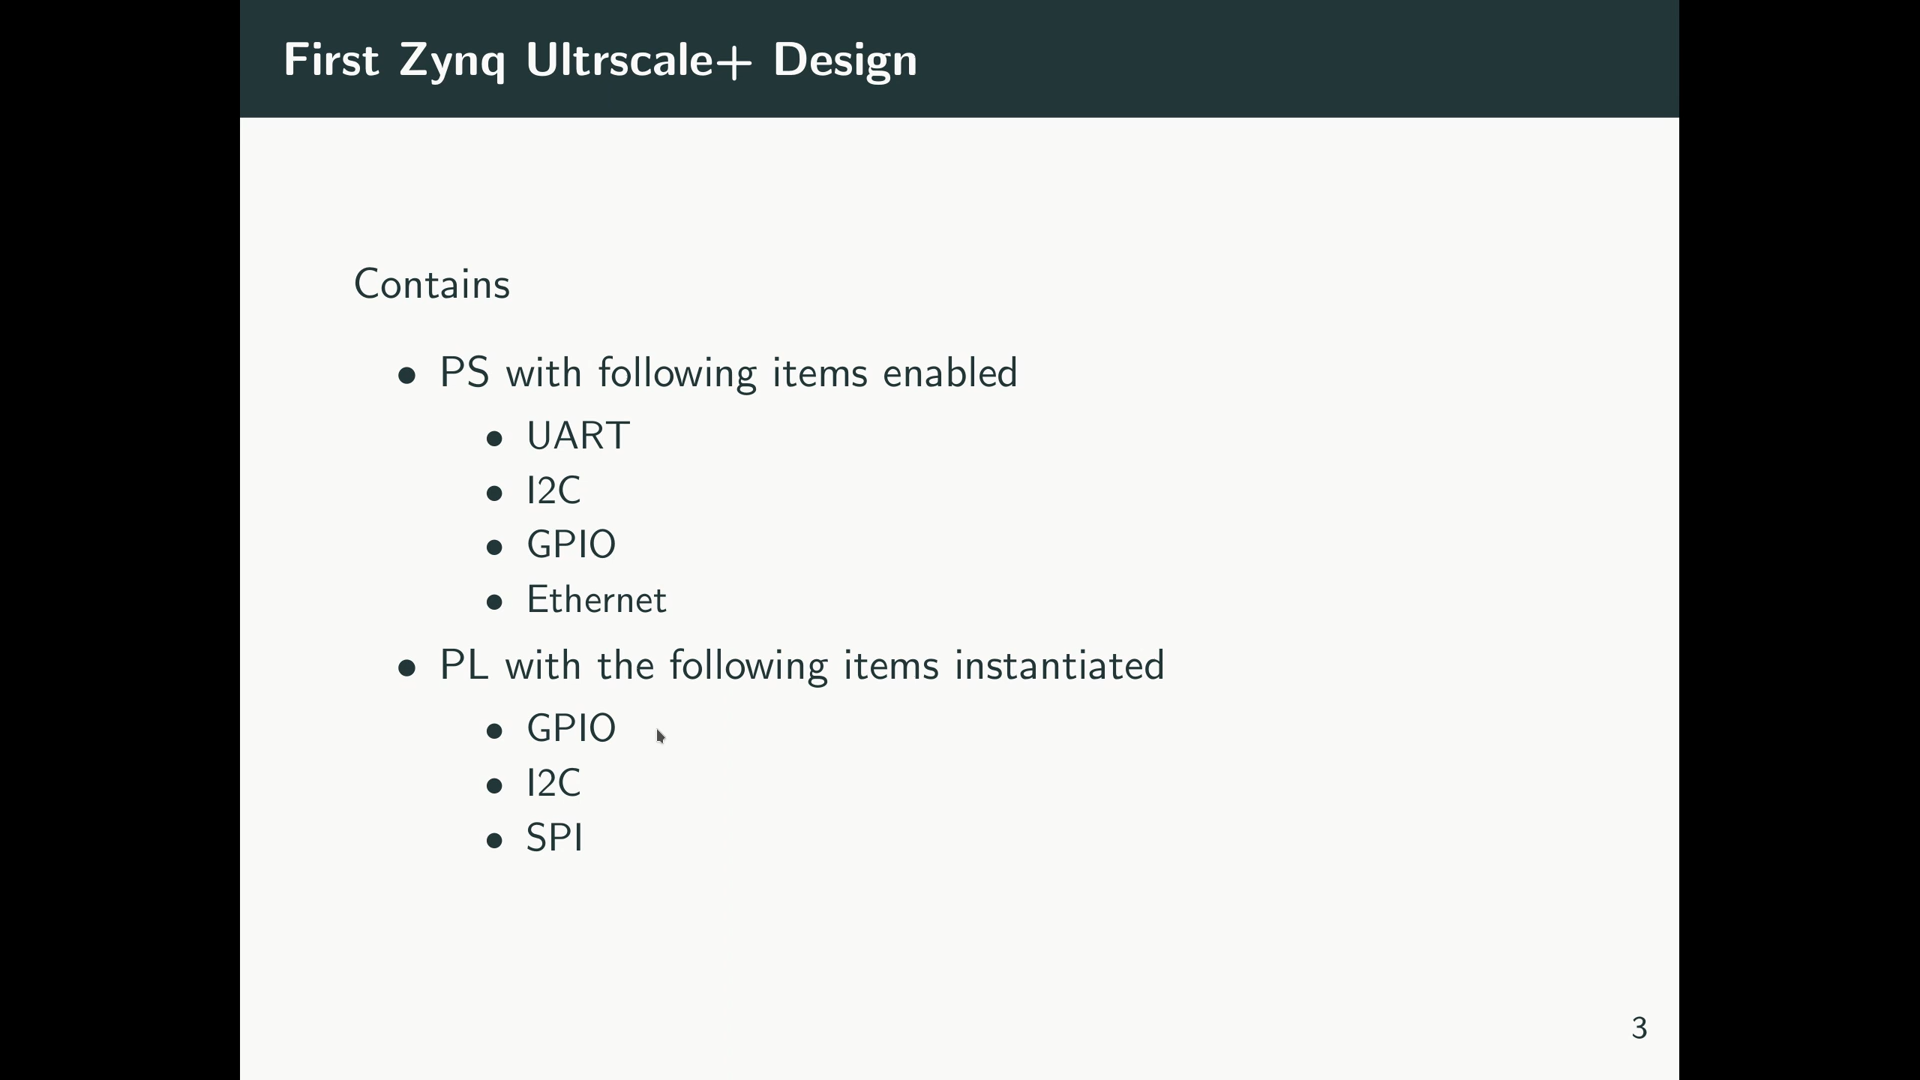 First Zynq Ultrscale+ Design
Contains
• PS with following items enabled
• UART
• I2C
• GPIO
• Ethernet
• PL with the following items instantiated
• GPIO
• I2C
• SPI
3